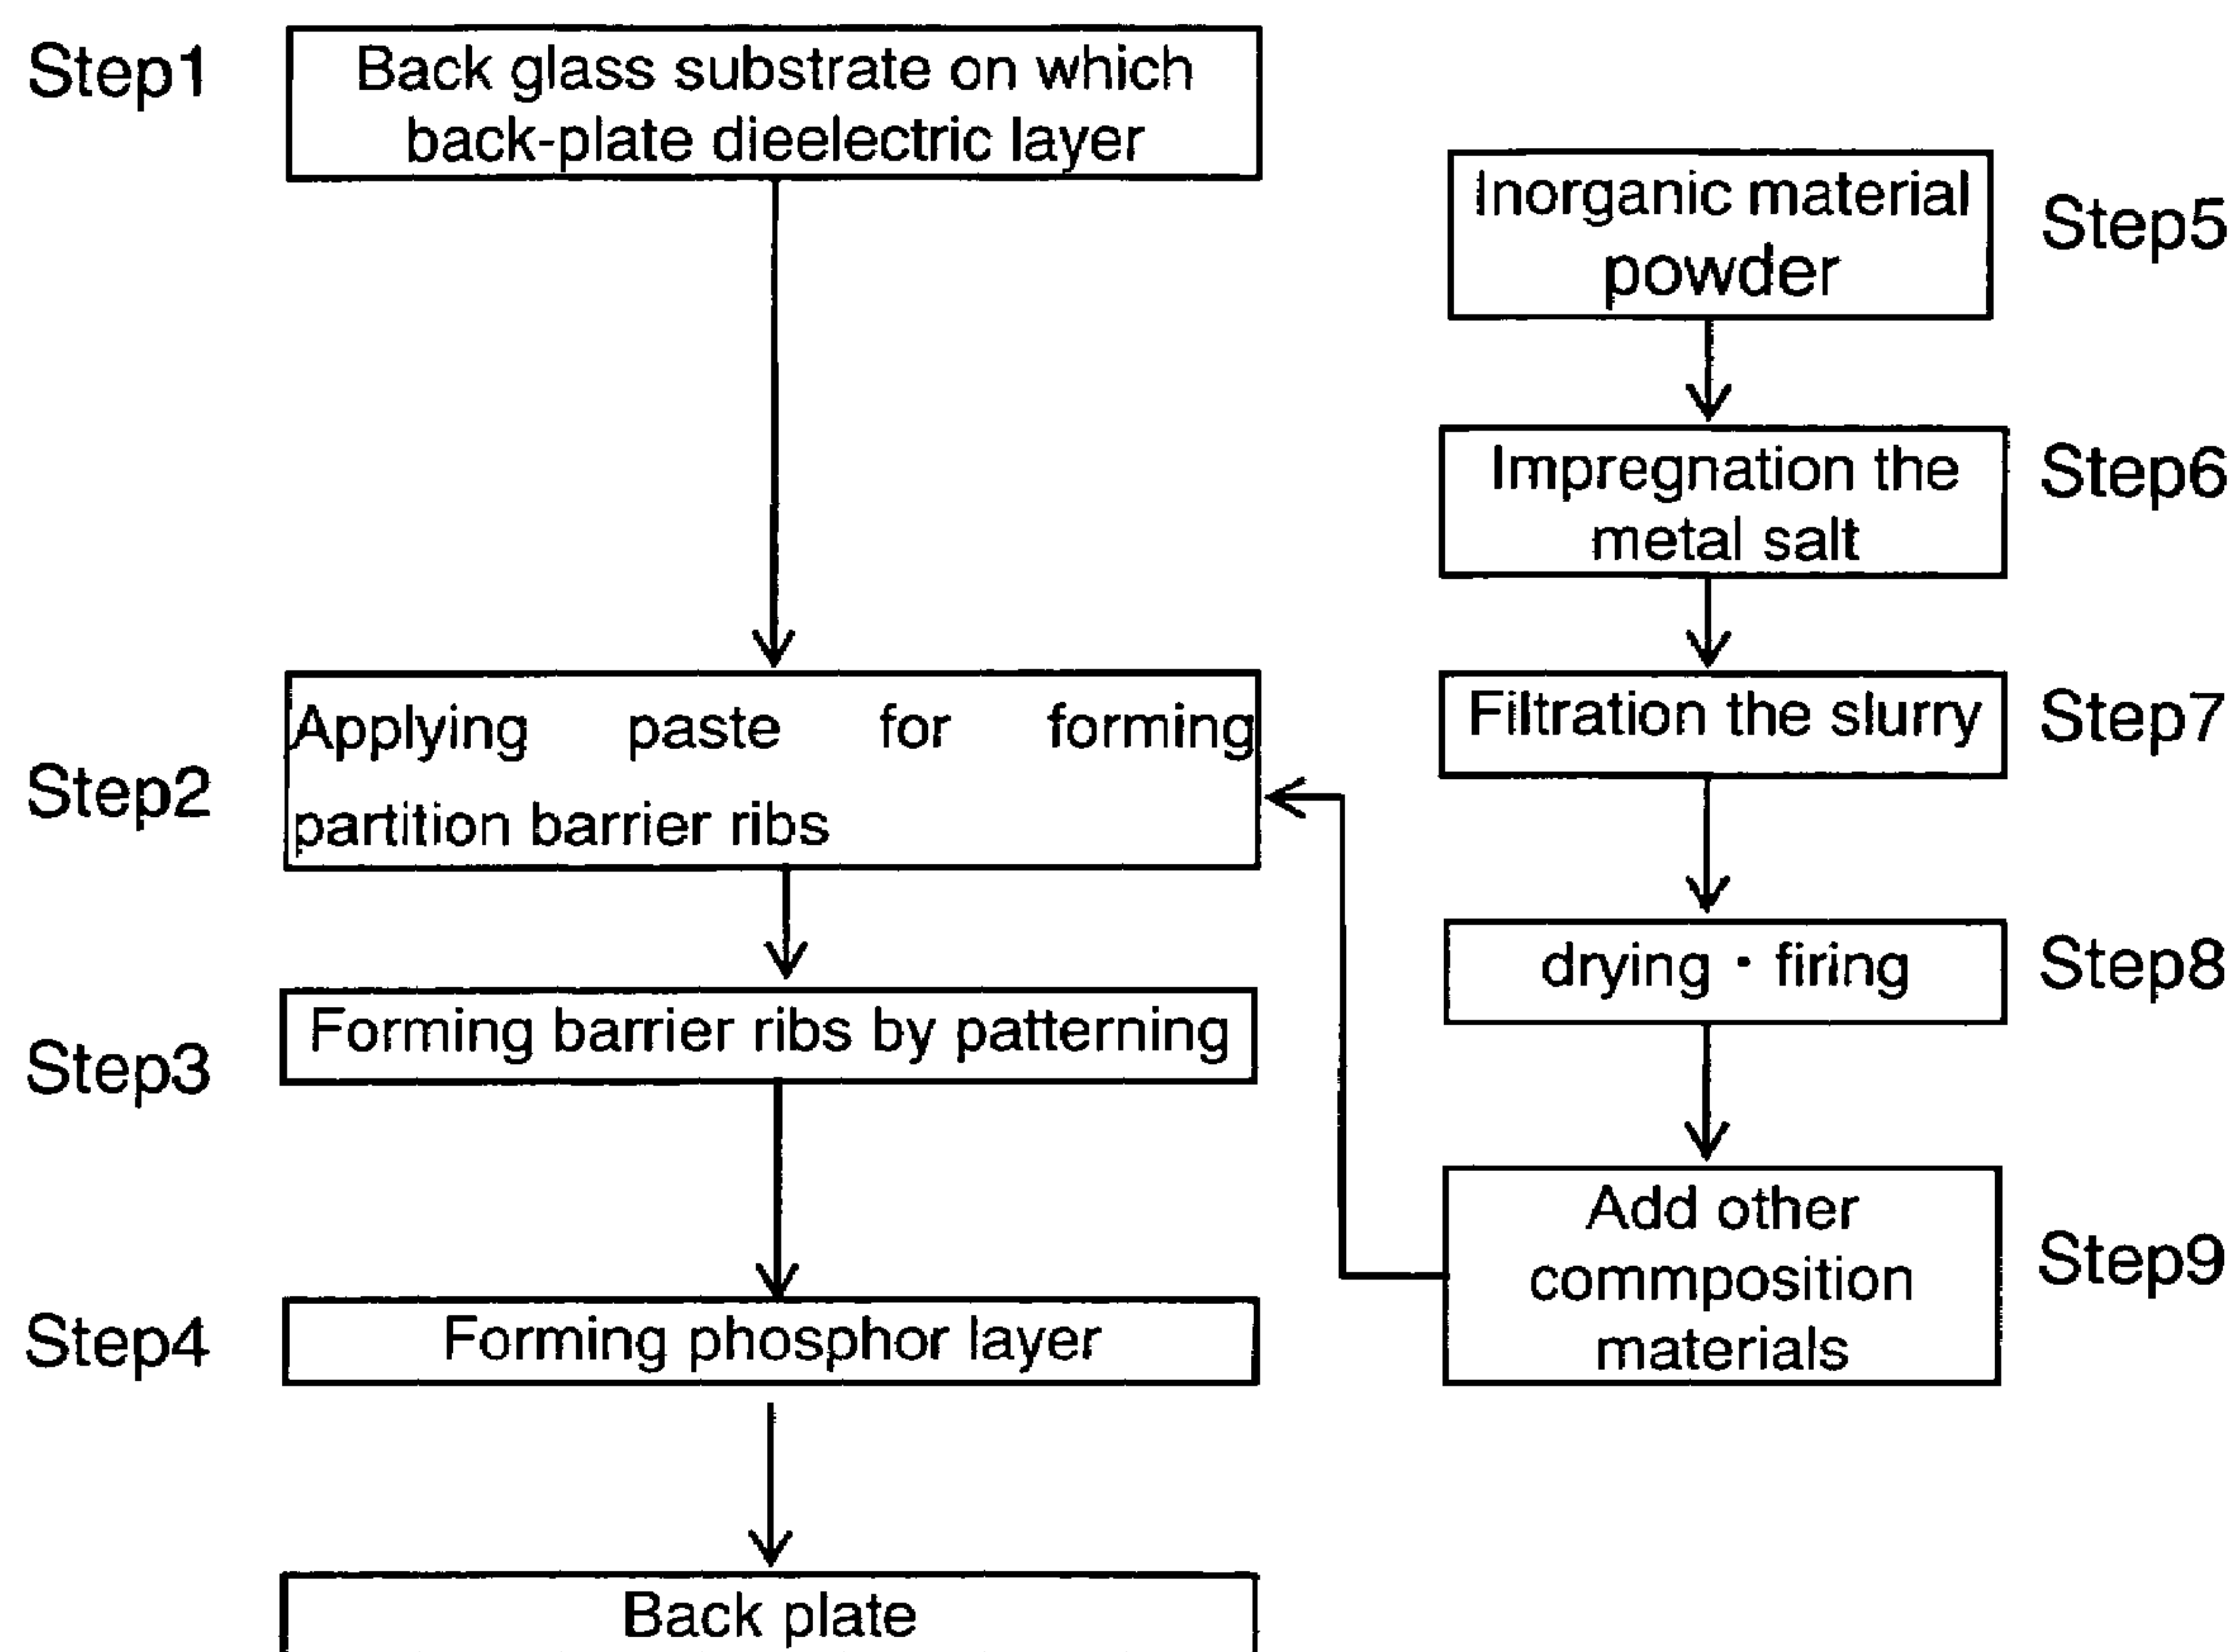 Step1
Back glass substrate on which
back-plate dieelectric layer
Step2
Applying paste for forming
partition barrier ribs
Step3
Forming barrier ribs by patterning
Step4
Forming phosphor layer
Back plate
Inorganic material
powder
Step5
Impregnation the
metal salt
Step6
Filtration the slurry
Step7
drying・firing
Step8
Add other
commposition
materials
Step9